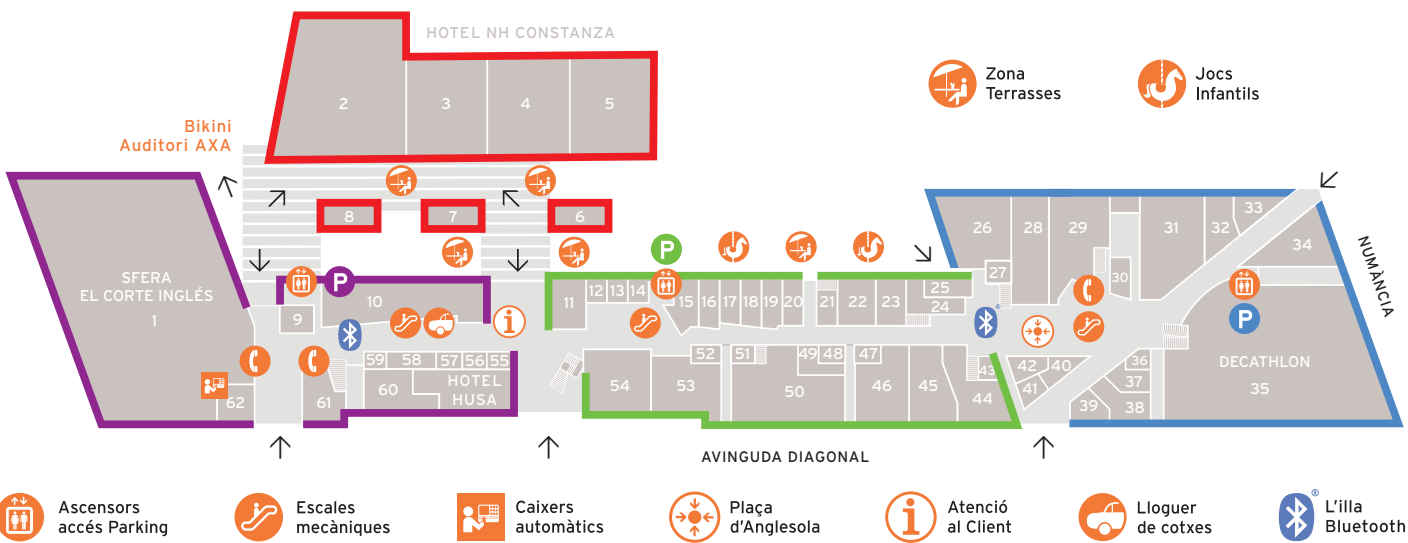 HOTEL NH CONSTANZA
Zona
Terrasses
Jocs
Infantils
2
3
4
5
Bikini
Auditori AXA
8
7
6
SFERA
EL CORTE INGLÉS
1
P
10
9
P
11
12
13
14
15
16
17
18
19
20
21
22
23
25
24
26
27
28
29
30
31
32
33
34
NUMÀNCIA
P
DECATHLON
35
36
37
38
39
40
41
42
43
44
45
46
47
48
49
50
51
52
53
54
55
56
57
58
59
60
HOTEL
HUSA
61
62
i
®
AVINGUDA DIAGONAL
Ascensors
accés Parking
Escales
mecàniques
Caixers
automàtics
Plaça
d'Anglesola
i
Atenció
al Client
Lloguer
de cotxes
®
L'illa
Bluetooth